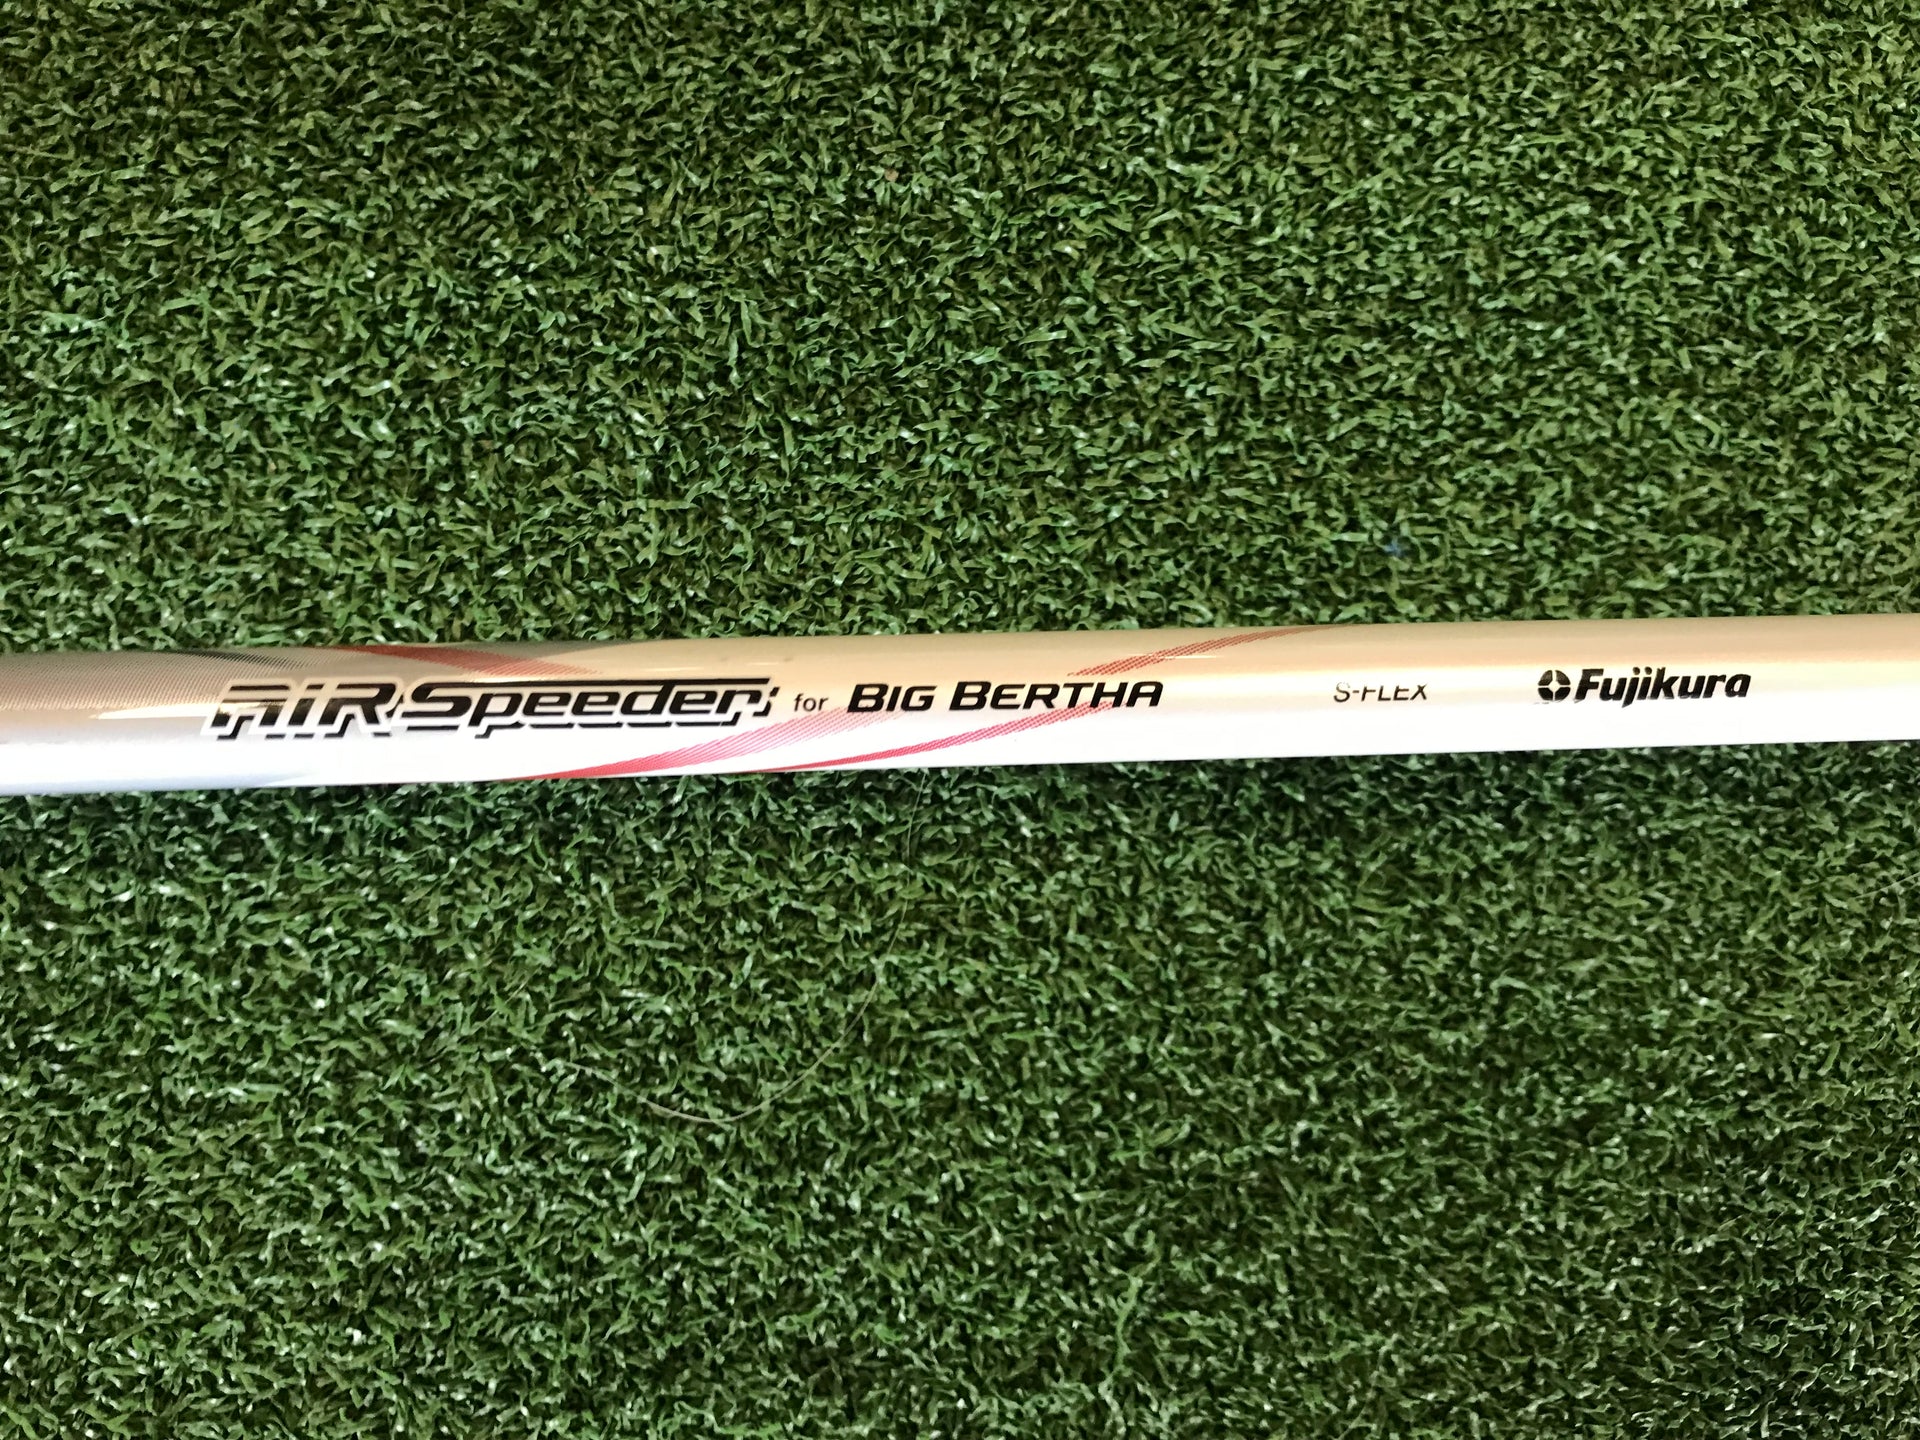 AiR Speeder for BIG BERTHA S-FLEX Fujikura